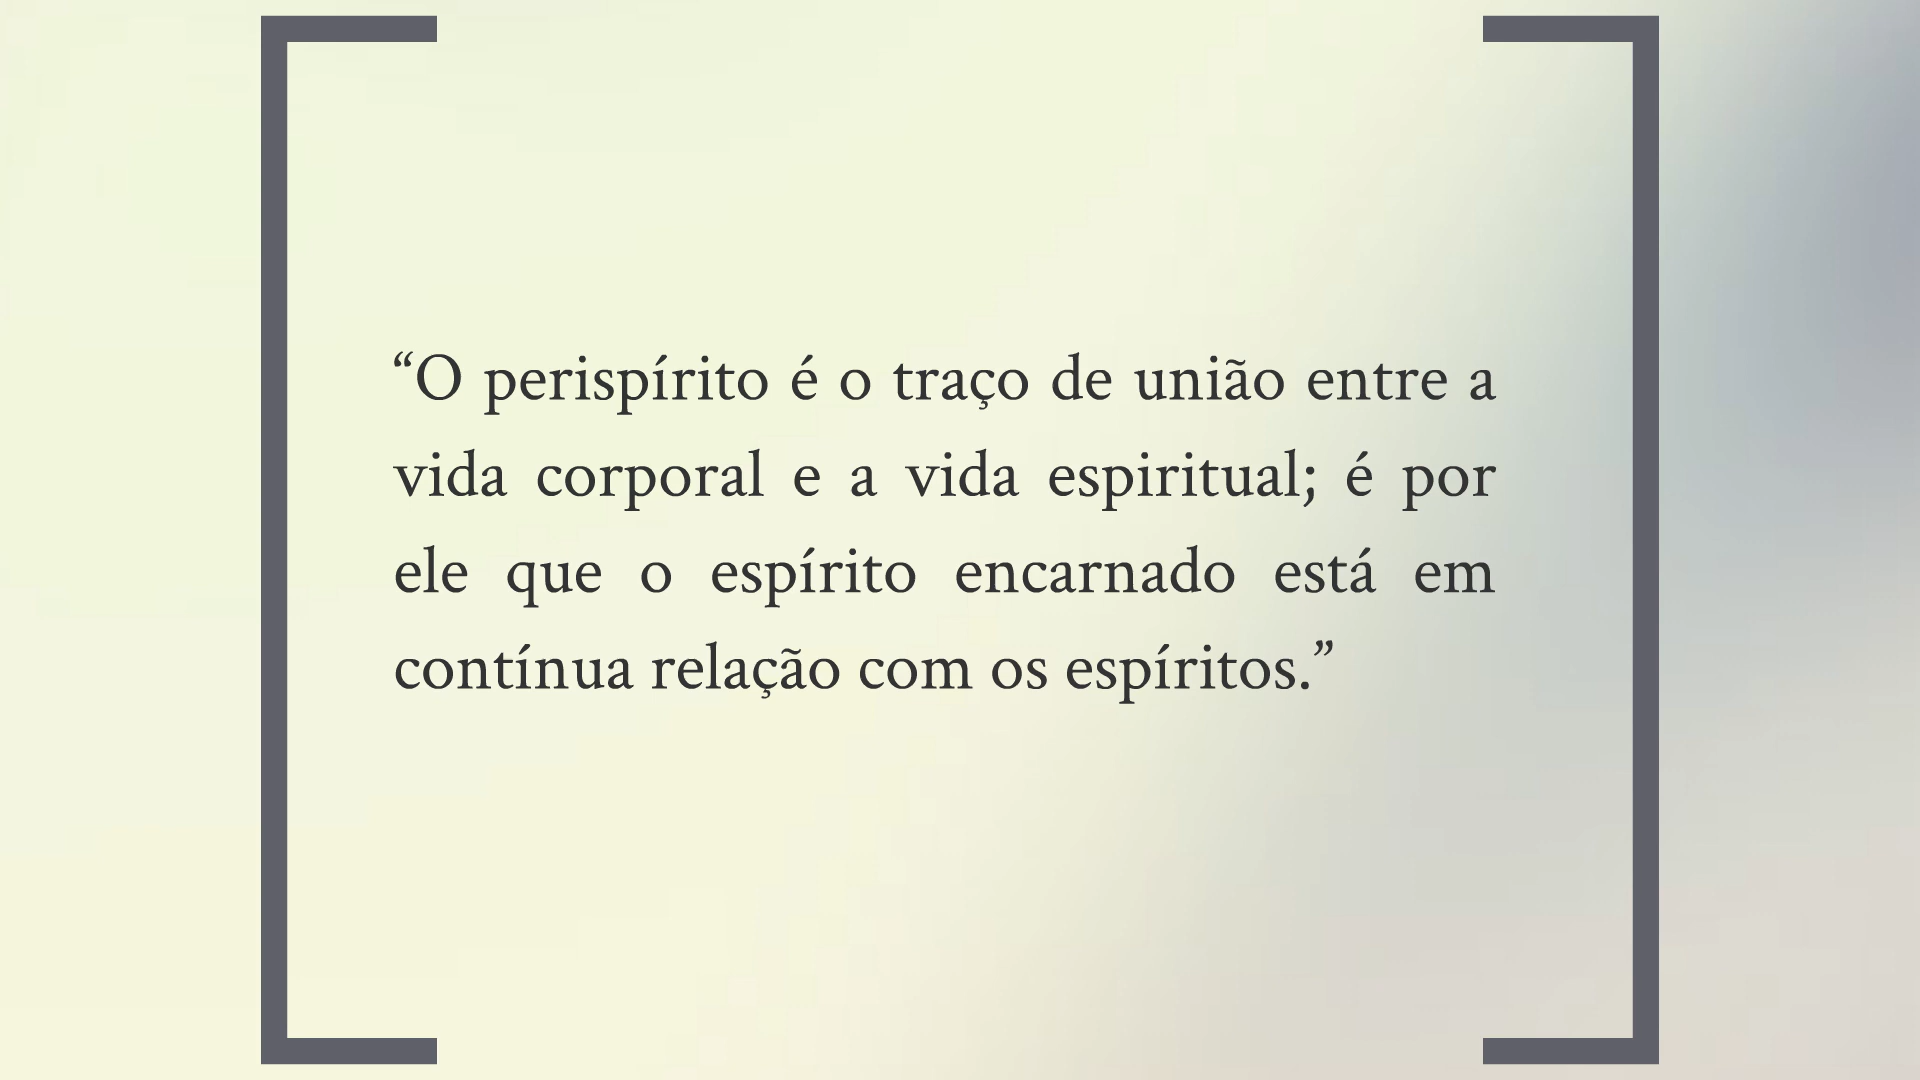 “O perispírito é o traço de união entre a
vida corporal e a vida espiritual; é por
ele que o espírito encarnado está em
contínua relação com os espíritos.”